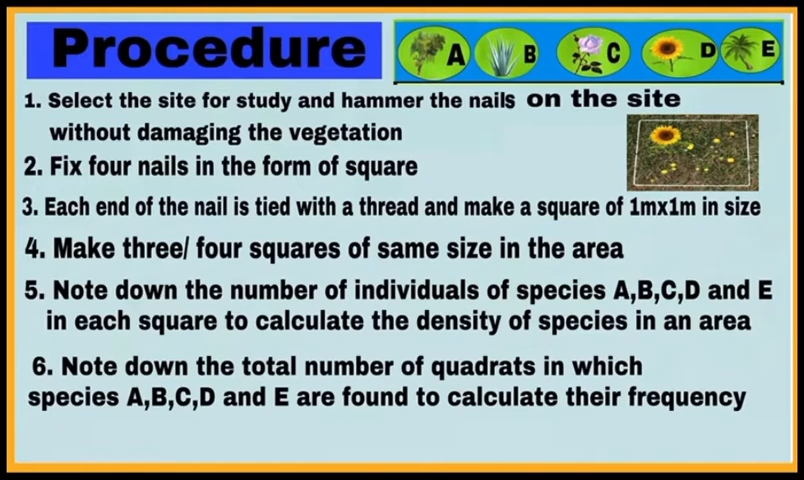 Procedure
A B C D E
1. Select the site for study and hammer the nails on the site
without damaging the vegetation
2. Fix four nails in the form of square
3. Each end of the nail is tied with a thread and make a square of 1mx1m in size
4. Make three/ four squares of same size in the area
5. Note down the number of individuals of species A,B,C,D and E
in each square to calculate the density of species in an area
6. Note down the total number of quadrats in which
species A,B,C,D and E are found to calculate their frequency